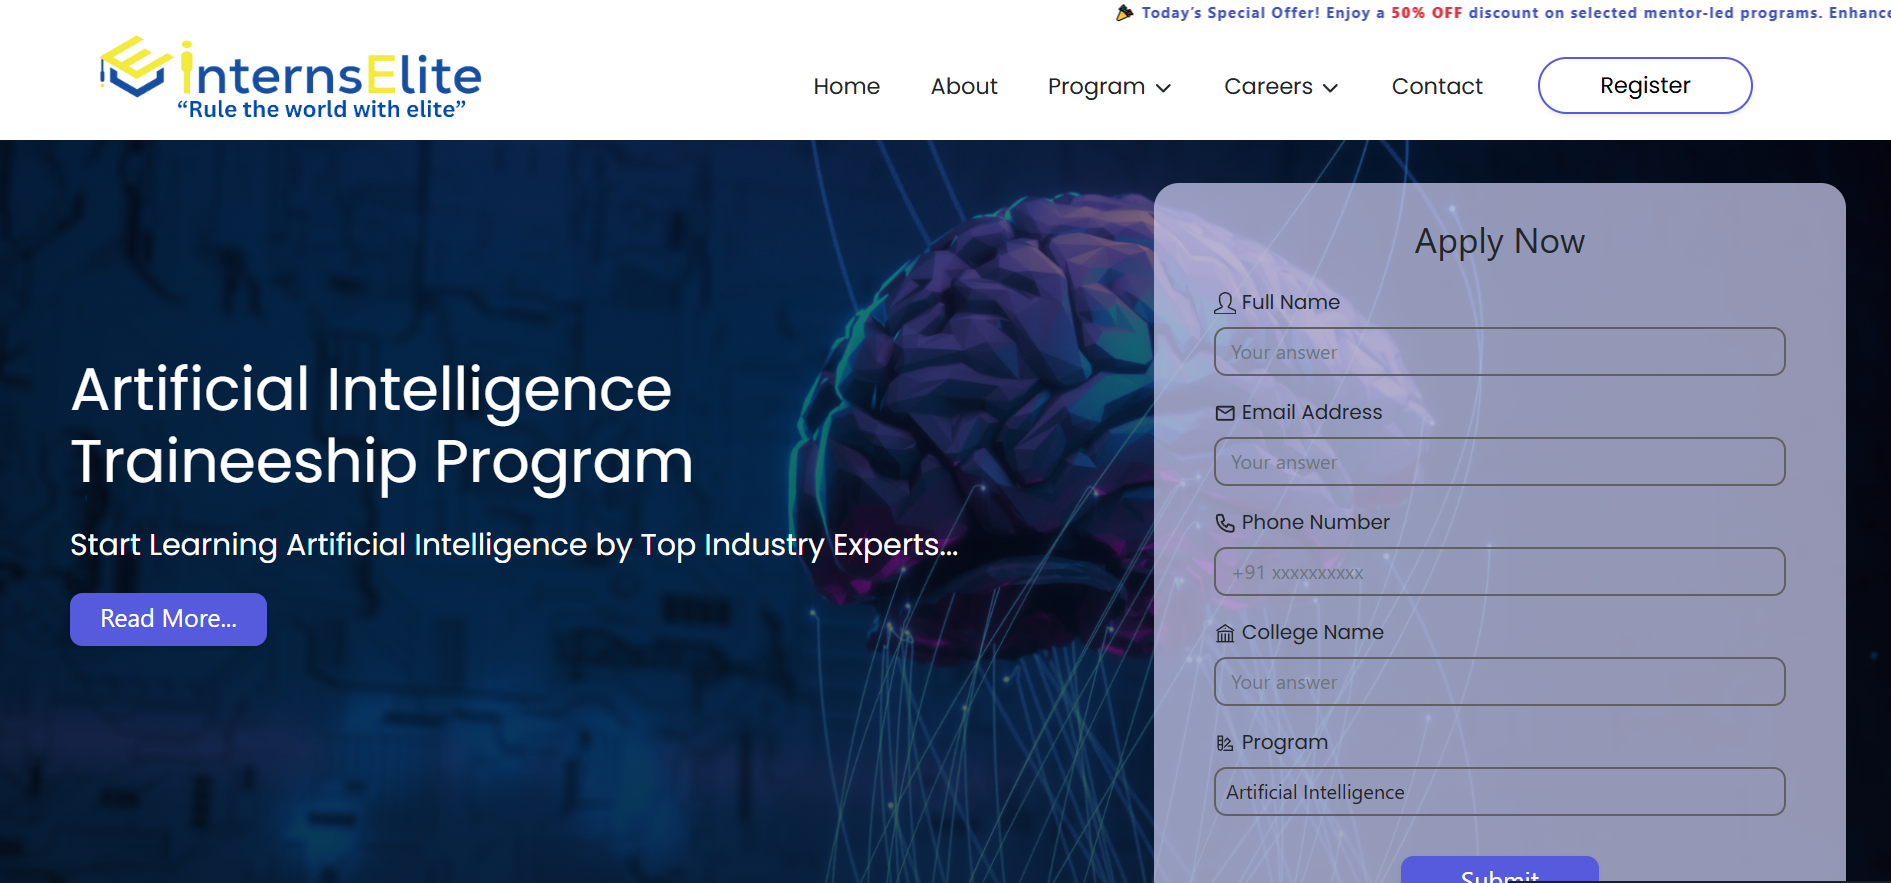 Today's Special Offer! Enjoy a 50% OFF discount on selected mentor-led programs. Enhance
internsElite
“Rule the world with elite”
Home About Program Careers Contact Register
Artificial Intelligence
Traineeship Program
Start Learning Artificial Intelligence by Top Industry Experts...
Read More...
Apply Now
Full Name
Your answer
Email Address
Your answer
Phone Number
+91 xxxxxxxxxx
College Name
Your answer
Program
Artificial Intelligence
Submit